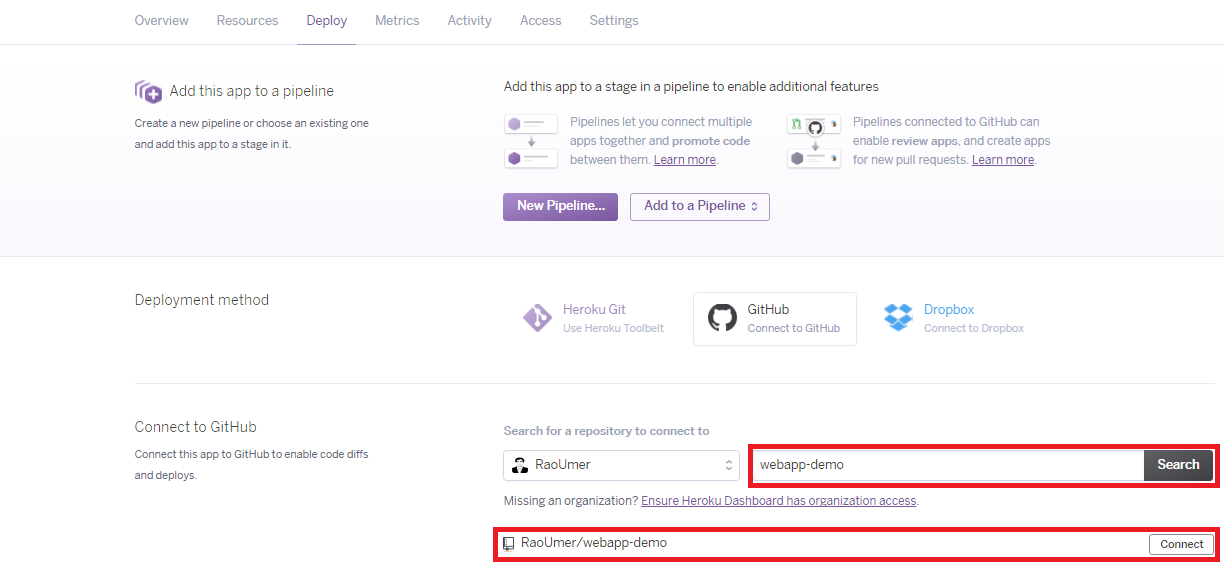 Overview Resources Deploy Metrics Activity Access Settings
Add this app to a pipeline
Create a new pipeline or choose an existing one
and add this app to a stage in it.
Add this app to a stage in a pipeline to enable additional features
Pipelines let you connect multiple
apps together and promote code
between them. Learn more.
Pipelines connected to GitHub can
enable review apps, and create apps
for new pull requests. Learn more.
New Pipeline...
Add to a Pipeline
Deployment method
Heroku Git
Use Heroku Toolbelt
GitHub
Connect to GitHub
Dropbox
Connect to Dropbox
Connect to GitHub
Connect this app to GitHub to enable code diffs
and deploys.
Search for a repository to connect to
RaoUmer
webapp-demo
Search
Missing an organization? Ensure Heroku Dashboard has organization access.
RaoUmer/webapp-demo
Connect